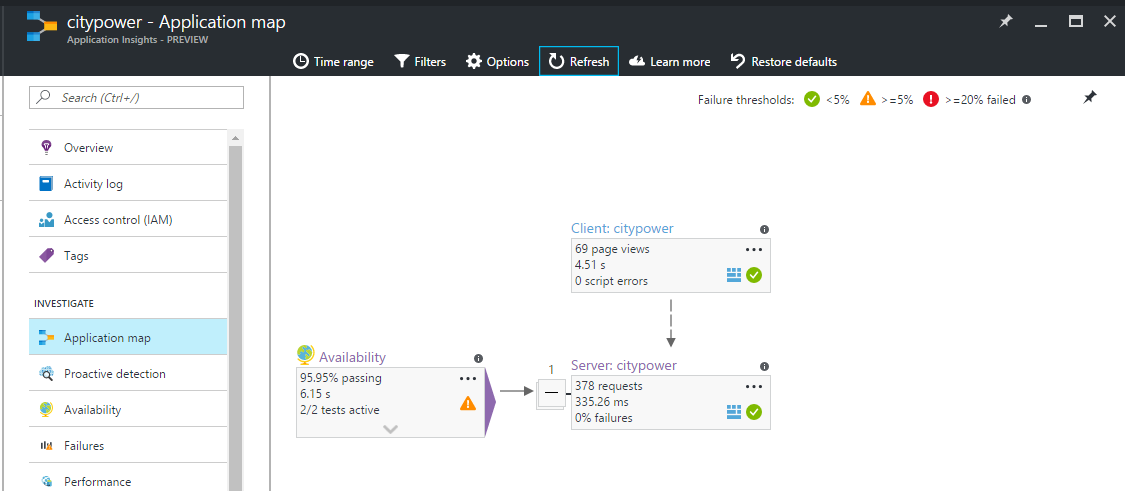 citypower - Application map
Application Insights - PREVIEW
Time range
Filters
Options
Refresh
Learn more
Restore defaults
Search (Ctrl+/)
Failure thresholds: <5% >=5% >=20% failed
Overview
Activity log
Access control (IAM)
Tags
INVESTIGATE
Application map
Proactive detection
Availability
Failures
Performance
Client: citypower
69 page views
4.51 s
0 script errors
Availability
95.95% passing
6.15 s
2/2 tests active
1
Server: citypower
378 requests
335.26 ms
0% failures